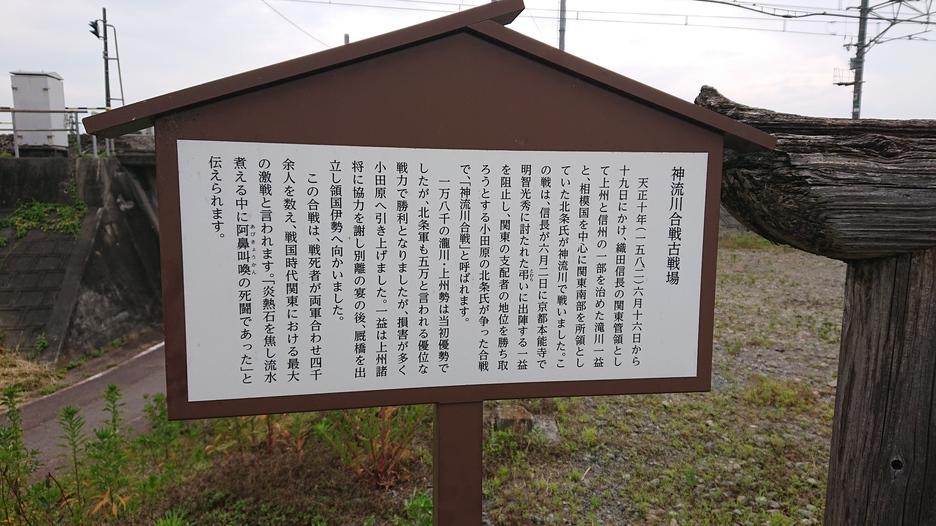 神流川合戦古戦場
天正十年(一五八二)六月十六日から
十九日にかけ、織田信長の関東管領とし
て上州と信州の一部を治めた滝川一益
と、相模国を中心に関東南部を所領とし
ていた北条氏が神流川で戦いました。こ
の戦は、信長が六月二日に京都本能寺で
明智光秀に討たれた弔いに出陣する一益
を阻止し、関東の支配者の地位を勝ち取
ろうとする小田原の北条氏が争った合戦
で、「神流川合戦」と呼ばれます。
一万八千の瀧川・上州勢は当初優勢で
したが、北条軍も五万と言われる優位な
戦力で勝利となりましたが、損害が多く
小田原へ引き上げました。一益は上州諸
将に協力を謝し別離の宴の後、厩橋を出
立し領国伊勢へ向かいました。
この合戦は、戦死者が両軍合わせ四千
余人を数え、戦国時代関東における最大
の激戦と言われます。「炎熱石を焦し流水
煮える中に阿鼻叫喚の死闘であった」と
伝えられます。